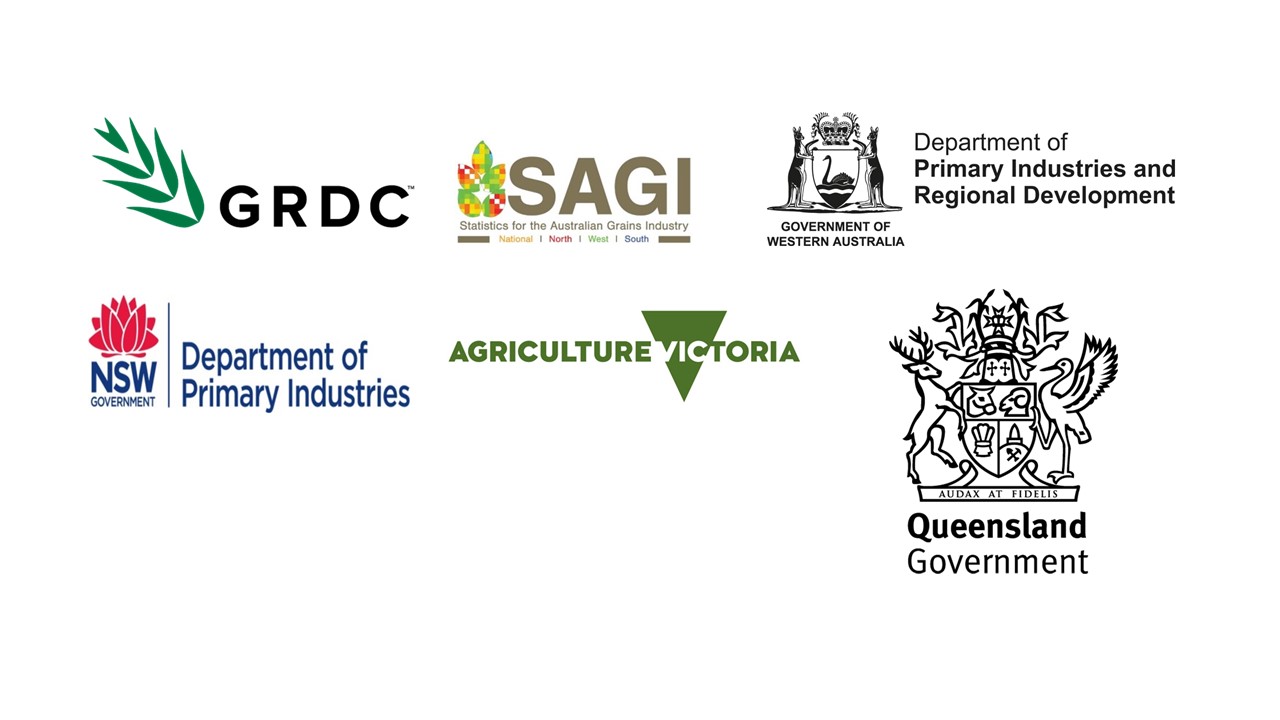 GRDC™
SAGI
Statistics for the Australian Grains Industry
National | North | West | South
Department of
Primary Industries and
Regional Development
GOVERNMENT OF
WESTERN AUSTRALIA
NSW
GOVERNMENT
Department of
Primary Industries
AGRICULTURE VICTORIA
AUDAX AT FIDELIS
Queensland
Government